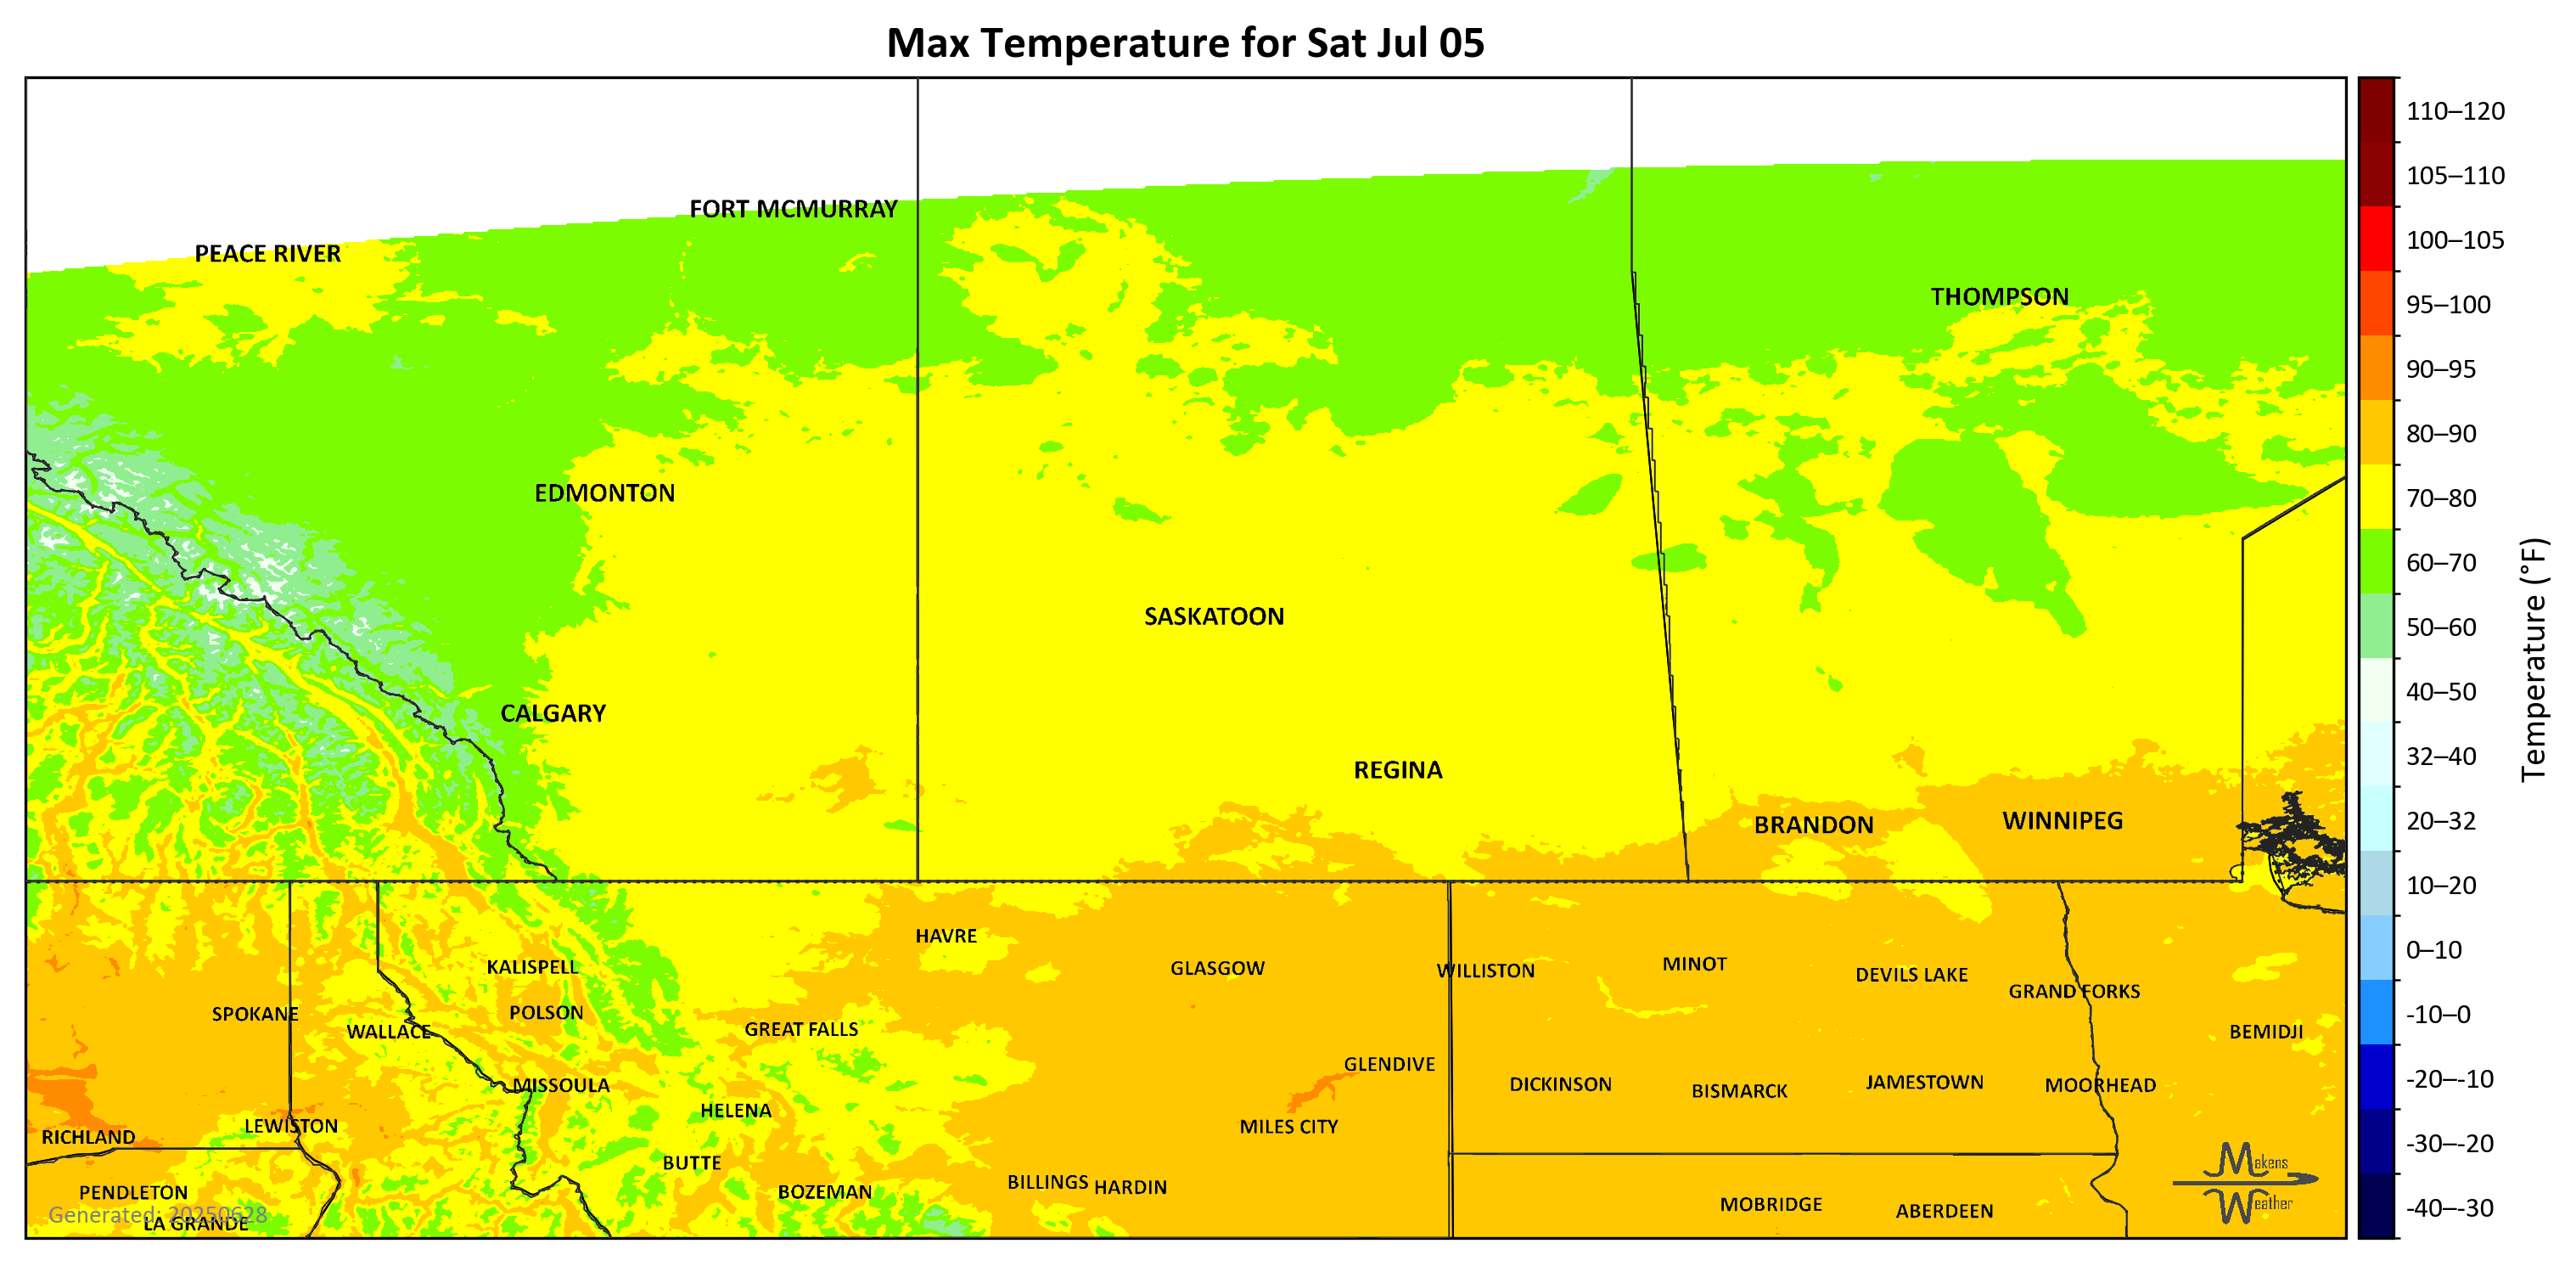 Max Temperature for Sat Jul 05
110–120
105–110
FORT MCMURRAY
100–105
PEACE RIVER
THOMPSON
95–100
90–95
80–90
EDMONTON
70–80
60–70
SASKATOON
50–60
Temperature (°F)
40–50
CALGARY
32–40
REGINA
20–32
BRANDON
WINNIPEG
10–20
HAVRE
0–10
KALISPELL
GLASGOW
WILLISTON
MINOT
DEVILS LAKE
GRAND FORKS
SPOKANE
POLSON
-10–0
WALLACE
GREAT FALLS
BEMIDJI
GLENDIVE
-20–-10
MISSOULA
DICKINSON
BISMARCK
JAMESTOWN
MOORHEAD
HELENA
LEWISTON
MILES CITY
RICHLAND
-30–-20
BUTTE
Makens
PENDLETON
BOZEMAN
BILLINGS
HARDIN
Weather
MOBRIDGE
ABERDEEN
-40–-30
Generated: 20250628
LA GRANDE